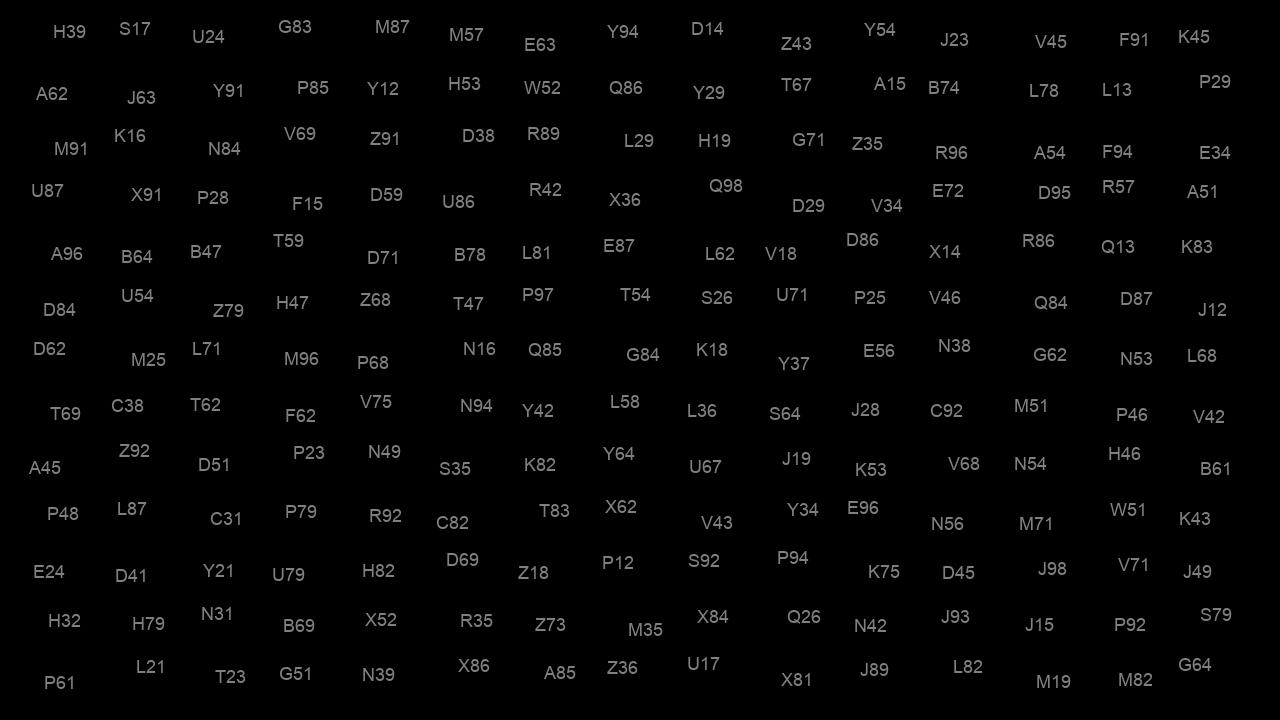 H39 S17 U24 G83 M87 M57 E63 Y94 D14 Z43 Y54 J23 V45 F91 K45
A62 J63 Y91 P85 Y12 H53 W52 Q86 Y29 T67 A15 B74 L78 L13 P29
M91 K16 N84 V69 Z91 D38 R89 L29 H19 G71 Z35 R96 A54 F94 E34
U87 X91 P28 F15 D59 U86 R42 X36 Q98 D29 V34 E72 D95 R57 A51
A96 B64 B47 T59 D71 B78 L81 E87 L62 V18 D86 X14 R86 Q13 K83
D84 U54 Z79 H47 Z68 T47 P97 T54 S26 U71 P25 V46 Q84 D87 J12
D62 M25 L71 M96 P68 N16 Q85 G84 K18 Y37 E56 N38 G62 N53 L68
T69 C38 T62 F62 V75 N94 Y42 L58 L36 S64 J28 C92 M51 P46 V42
A45 Z92 D51 P23 N49 S35 K82 Y64 U67 J19 K53 V68 N54 H46 B61
P48 L87 C31 P79 R92 C82 T83 X62 V43 Y34 E96 N56 M71 W51 K43
E24 D41 Y21 U79 H82 D69 Z18 P12 S92 P94 K75 D45 J98 V71 J49
H32 H79 N31 B69 X52 R35 Z73 M35 X84 Q26 N42 J93 J15 P92 S79
P61 L21 T23 G51 N39 X86 A85 Z36 U17 X81 J89 L82 M19 M82 G64